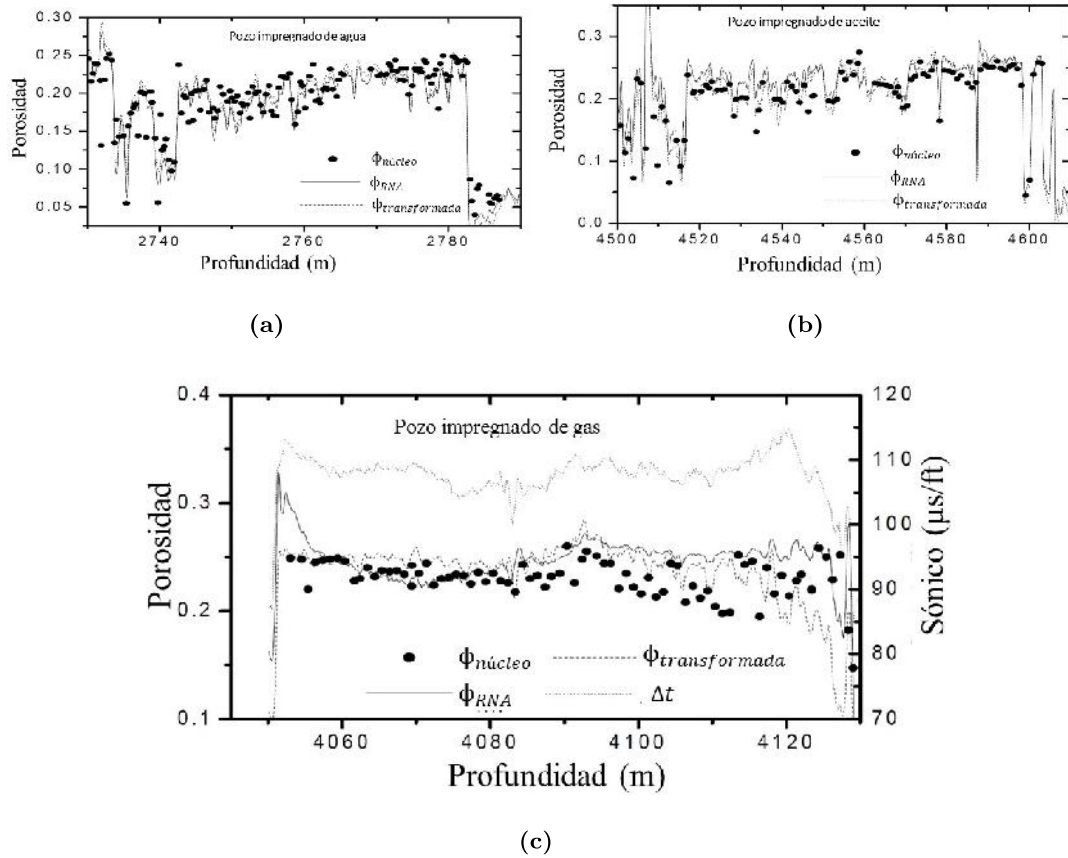 Pozo impregnado de agua
Porosidad
0.30
0.25
0.20
0.15
0.10
0.05
ϕnúcleo
ϕRNA
ϕtransformada
2740
2760
2780
Profundidad (m)
(a)
Pozo impregnado de aceite
Porosidad
0.3
0.2
0.1
0.0
ϕnúcleo
ϕRNA
ϕtransformada
4500
4520
4540
4560
4580
4600
Profundidad (m)
(b)
Pozo impregnado de gas
Porosidad
0.4
0.3
0.2
0.1
Sónico (μs/ft)
120
110
100
90
80
70
ϕnúcleo
ϕtransformada
ϕRNA
Δt
4060
4080
4100
4120
Profundidad (m)
(c)